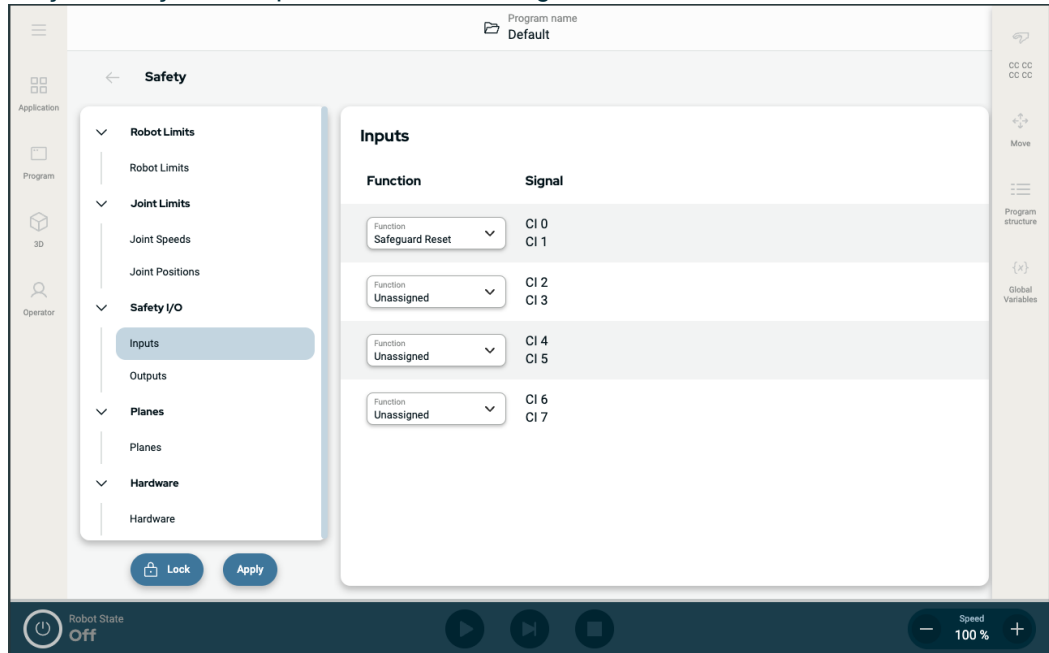 Program name
Default
Application
Program
3D
Operator
Safety
Robot Limits
Robot Limits
Joint Limits
Joint Speeds
Joint Positions
Safety I/O
Inputs
Outputs
Planes
Planes
Hardware
Hardware
Lock
Apply
Inputs
Function
Signal
Function
Safeguard Reset
CI 0
CI 1
Function
Unassigned
CI 2
CI 3
Function
Unassigned
CI 4
CI 5
Function
Unassigned
CI 6
CI 7
CC CC
CC CC
Move
Program
structure
{x}
Global
Variables
Robot State
Off
Speed
100 %